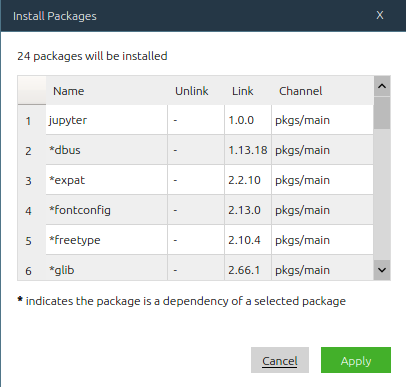 Install Packages X
24 packages will be installed
Name Unlink Link Channel
1 jupyter - 1.0.0 pkgs/main
2 *dbus - 1.13.18 pkgs/main
3 *expat - 2.2.10 pkgs/main
4 *fontconfig - 2.13.0 pkgs/main
5 *freetype - 2.10.4 pkgs/main
6 *glib - 2.66.1 pkgs/main
* indicates the package is a dependency of a selected package
Cancel Apply